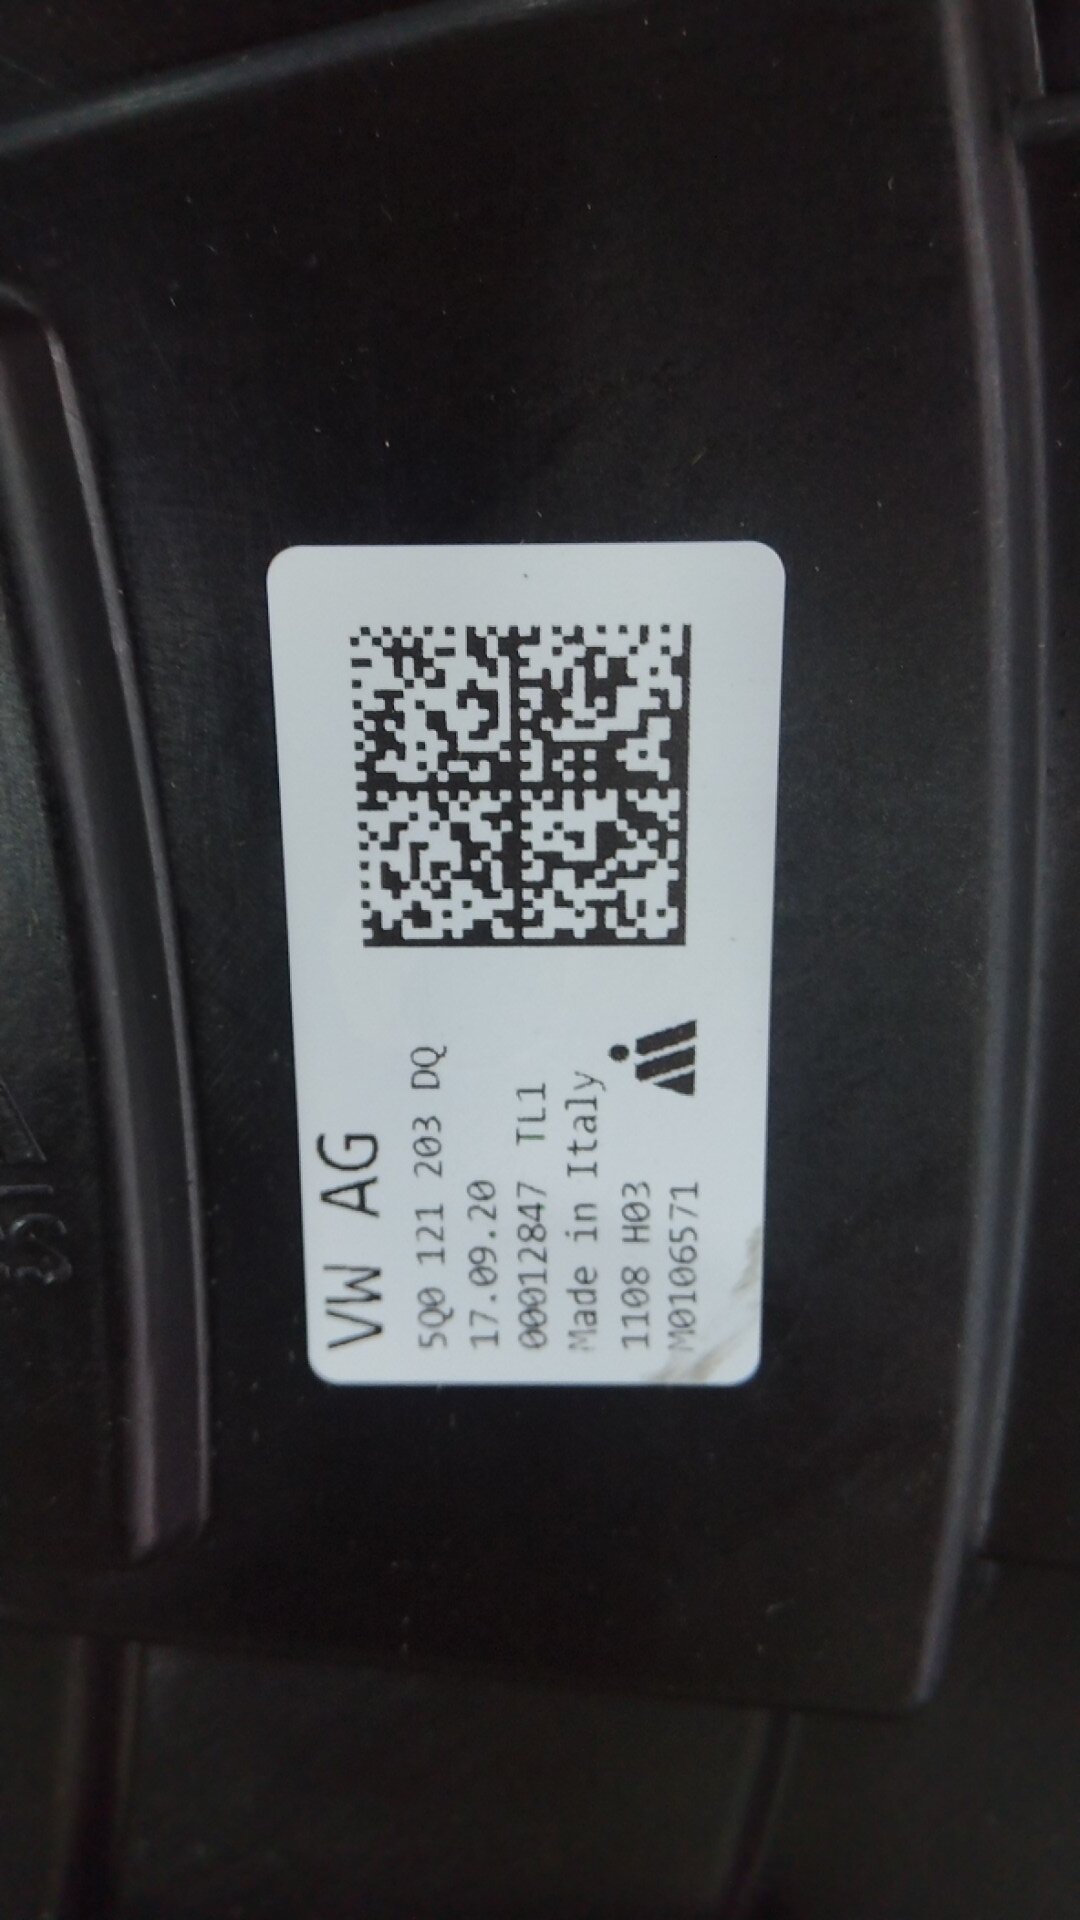 VW AG
5Q0 121 203 DQ
17.09.20
00012847 TL1
Made in Italy
1108 H03
M0106571